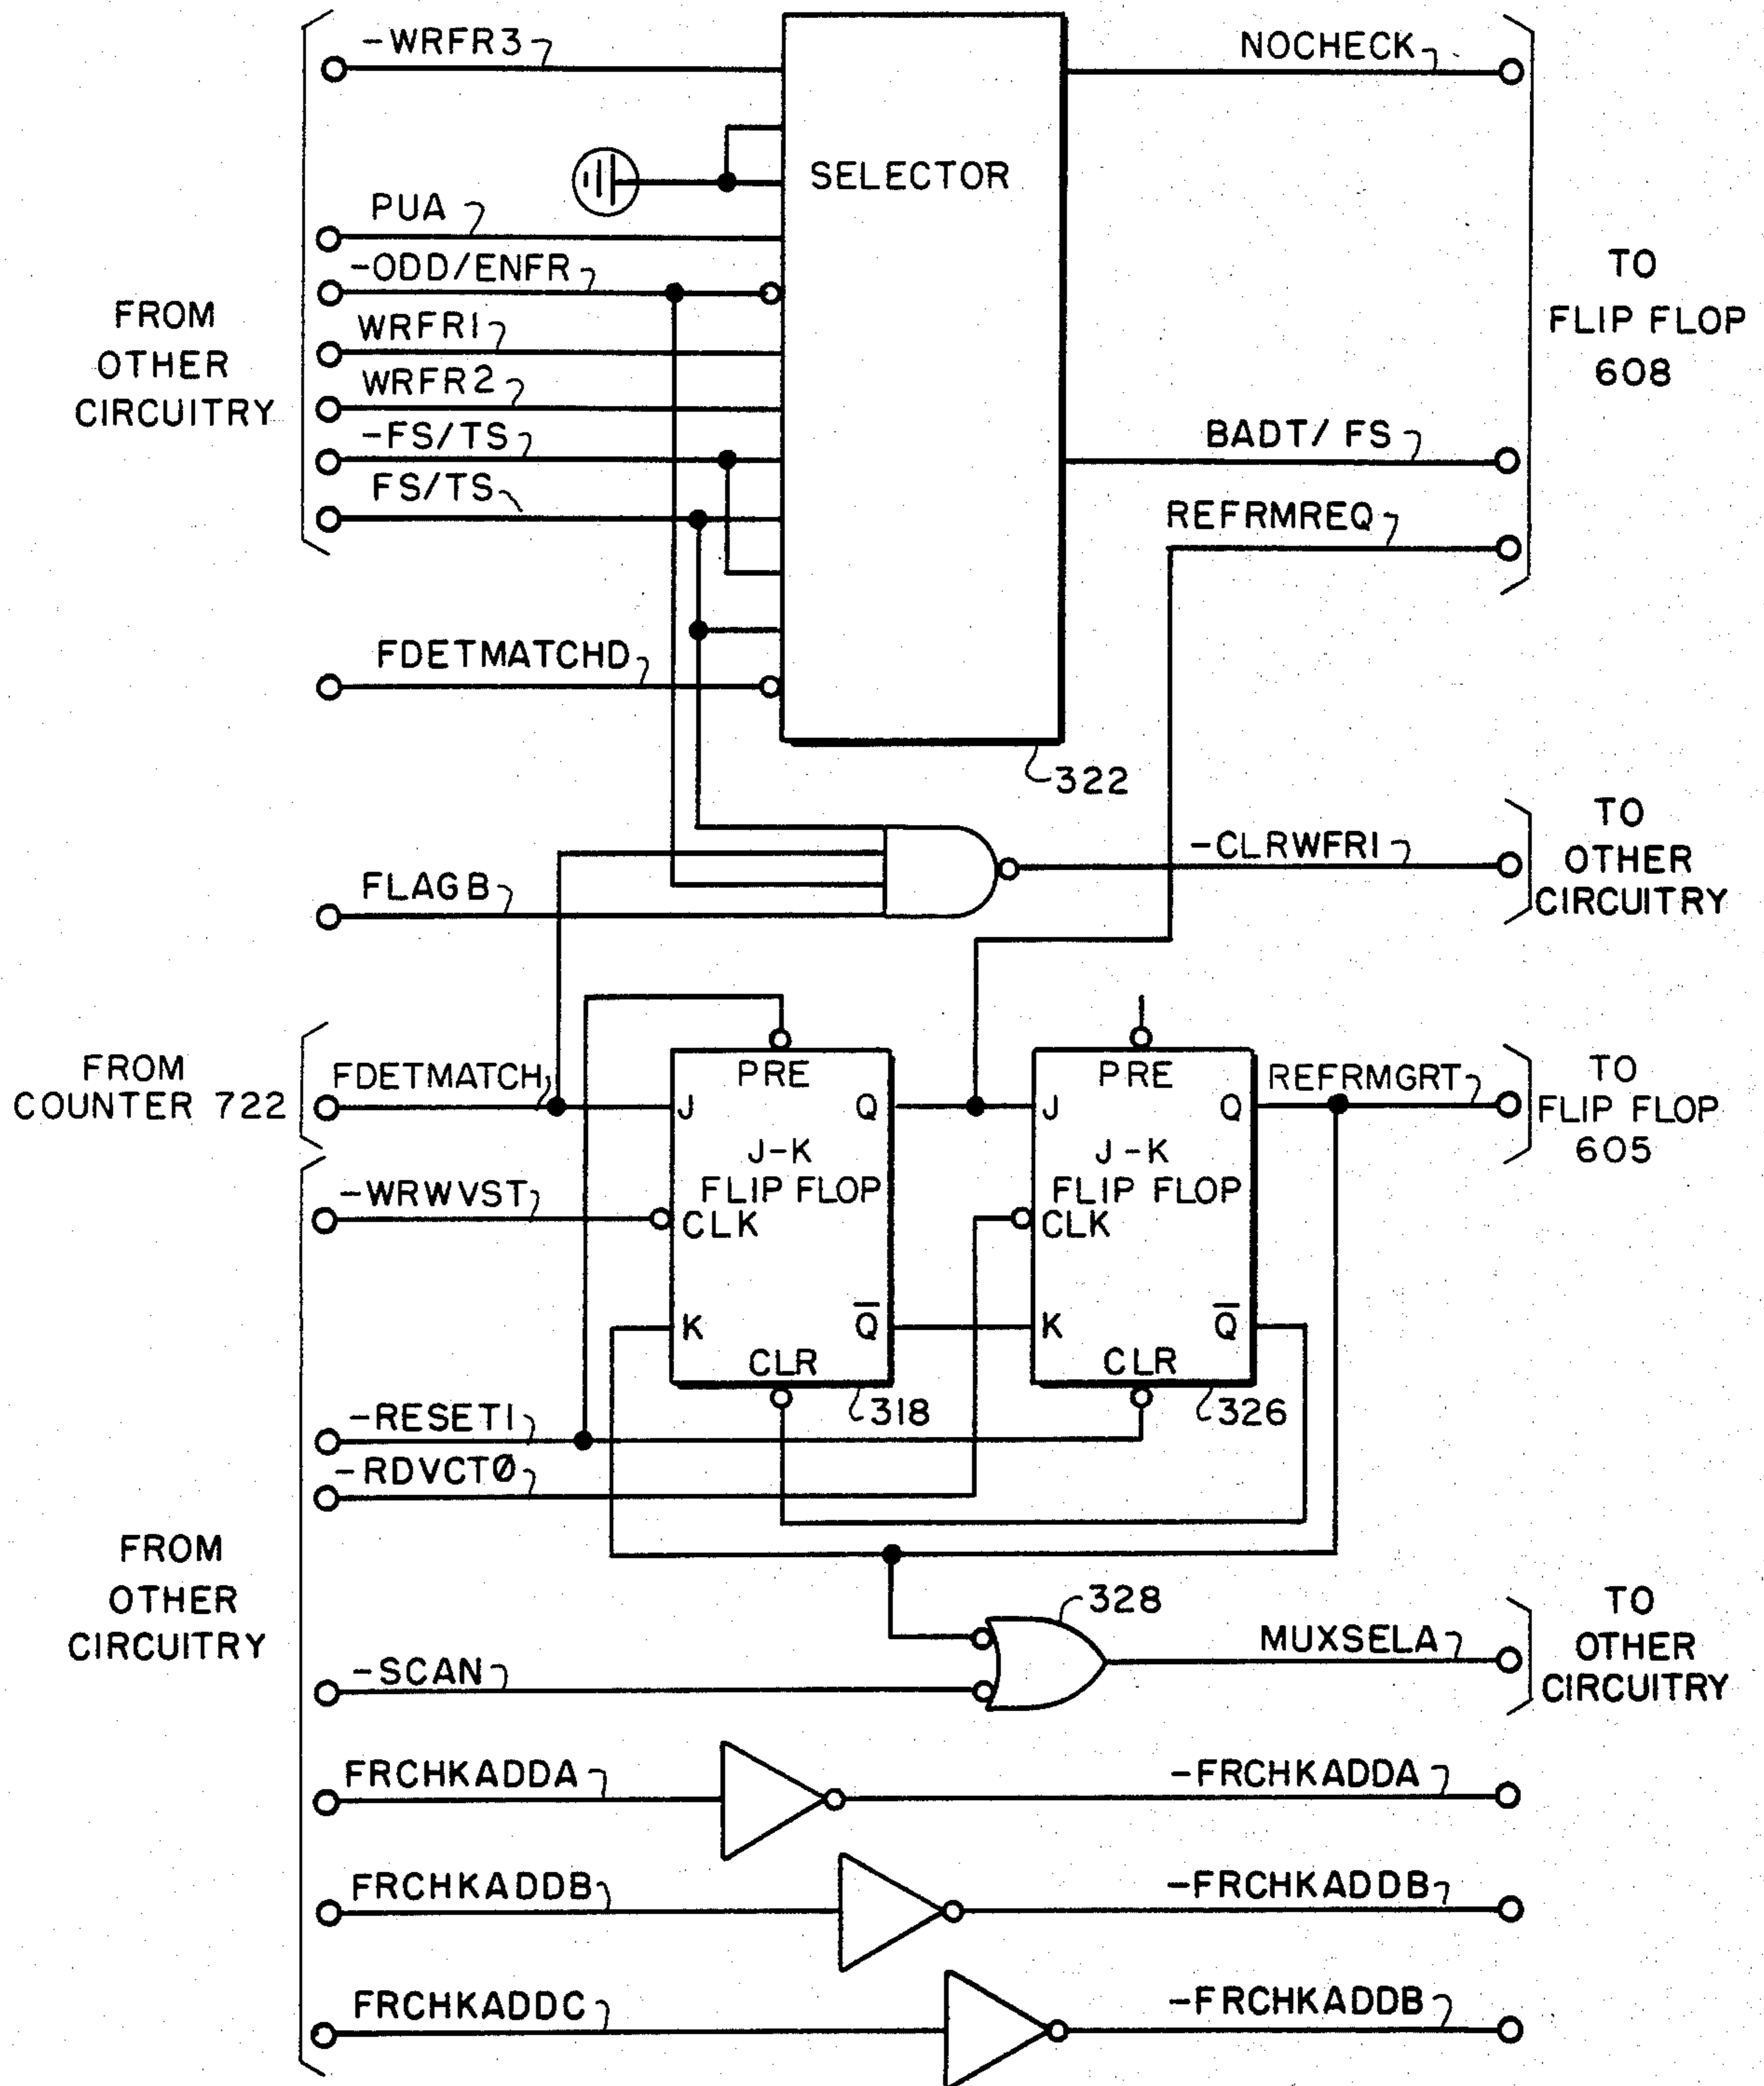 -WRFR3
NOCHECK
SELECTOR
PUA
-ODD/ENFR
WRFR1
WRFR2
-FS/TS
FS/TS
FROM
OTHER
CIRCUITRY
TO
FLIP FLOP
608
BADT/ FS
REFRMREQ
FDETMATCHD
322
FLAGB
-CLRWFR1
TO
OTHER
CIRCUITRY
FROM
COUNTER 722
FDETMATCH
PRE
J
Q
J-K
FLIP FLOP
CLK
K
Q̅
CLR
318
PRE
J
Q
J-K
FLIP FLOP
CLK
K
Q̅
CLR
326
REFRMGRT
TO
FLIP FLOP
605
-WRWVST
-RESET1
-RDVCTØ
FROM
OTHER
CIRCUITRY
328
-SCAN
MUXSELA
TO
OTHER
CIRCUITRY
FRCHKADDA
-FRCHKADDA
FRCHKADDB
-FRCHKADDB
FRCHKADDC
-FRCHKADDB